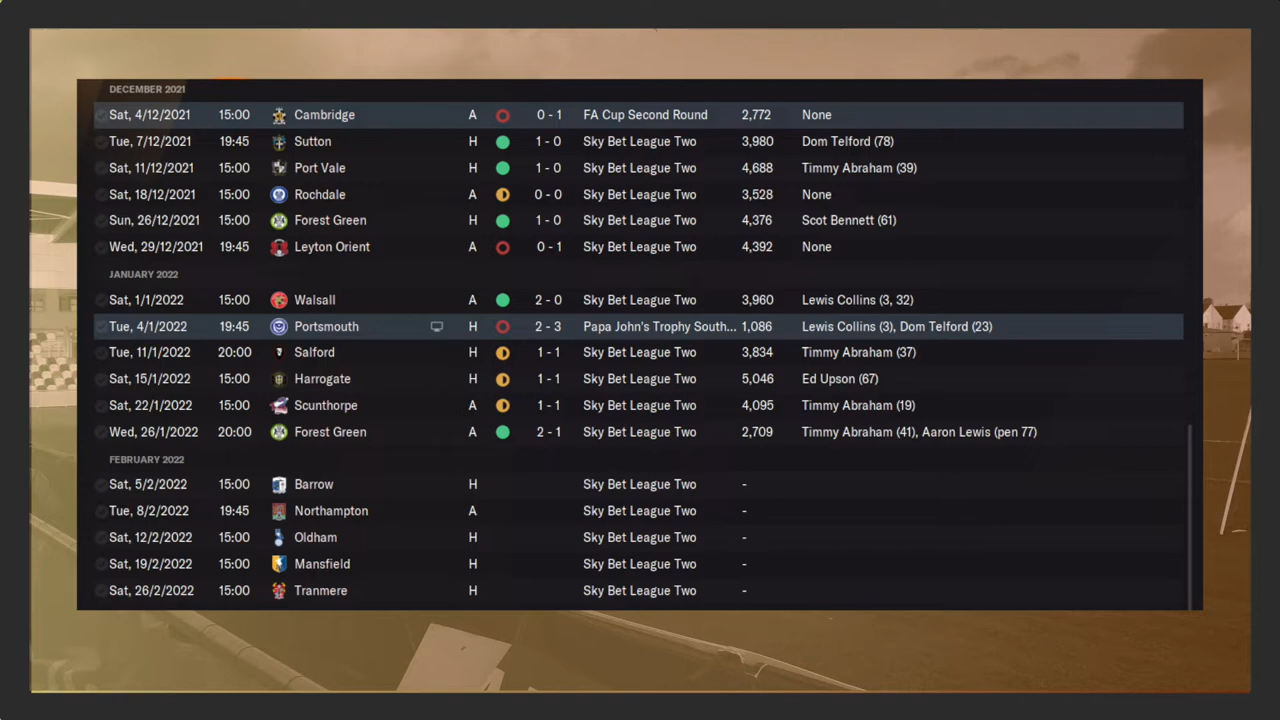 DECEMBER 2021
Sat, 4/12/2021 15:00 Cambridge A 0 - 1 FA Cup Second Round 2,772 None
Tue, 7/12/2021 19:45 Sutton H 1 - 0 Sky Bet League Two 3,980 Dom Telford (78)
Sat, 11/12/2021 15:00 Port Vale H 1 - 0 Sky Bet League Two 4,688 Timmy Abraham (39)
Sat, 18/12/2021 15:00 Rochdale A 0 - 0 Sky Bet League Two 3,528 None
Sun, 26/12/2021 15:00 Forest Green H 1 - 0 Sky Bet League Two 4,376 Scot Bennett (61)
Wed, 29/12/2021 19:45 Leyton Orient A 0 - 1 Sky Bet League Two 4,392 None
JANUARY 2022
Sat, 1/1/2022 15:00 Walsall A 2 - 0 Sky Bet League Two 3,960 Lewis Collins (3, 32)
Tue, 4/1/2022 19:45 Portsmouth H 2 - 3 Papa John's Trophy South... 1,086 Lewis Collins (3), Dom Telford (23)
Tue, 11/1/2022 20:00 Salford H 1 - 1 Sky Bet League Two 3,834 Timmy Abraham (37)
Sat, 15/1/2022 15:00 Harrogate H 1 - 1 Sky Bet League Two 5,046 Ed Upson (67)
Sat, 22/1/2022 15:00 Scunthorpe A 1 - 1 Sky Bet League Two 4,095 Timmy Abraham (19)
Wed, 26/1/2022 20:00 Forest Green A 2 - 1 Sky Bet League Two 2,709 Timmy Abraham (41), Aaron Lewis (pen 77)
FEBRUARY 2022
Sat, 5/2/2022 15:00 Barrow H Sky Bet League Two -
Tue, 8/2/2022 19:45 Northampton A Sky Bet League Two -
Sat, 12/2/2022 15:00 Oldham H Sky Bet League Two -
Sat, 19/2/2022 15:00 Mansfield H Sky Bet League Two -
Sat, 26/2/2022 15:00 Tranmere H Sky Bet League Two -